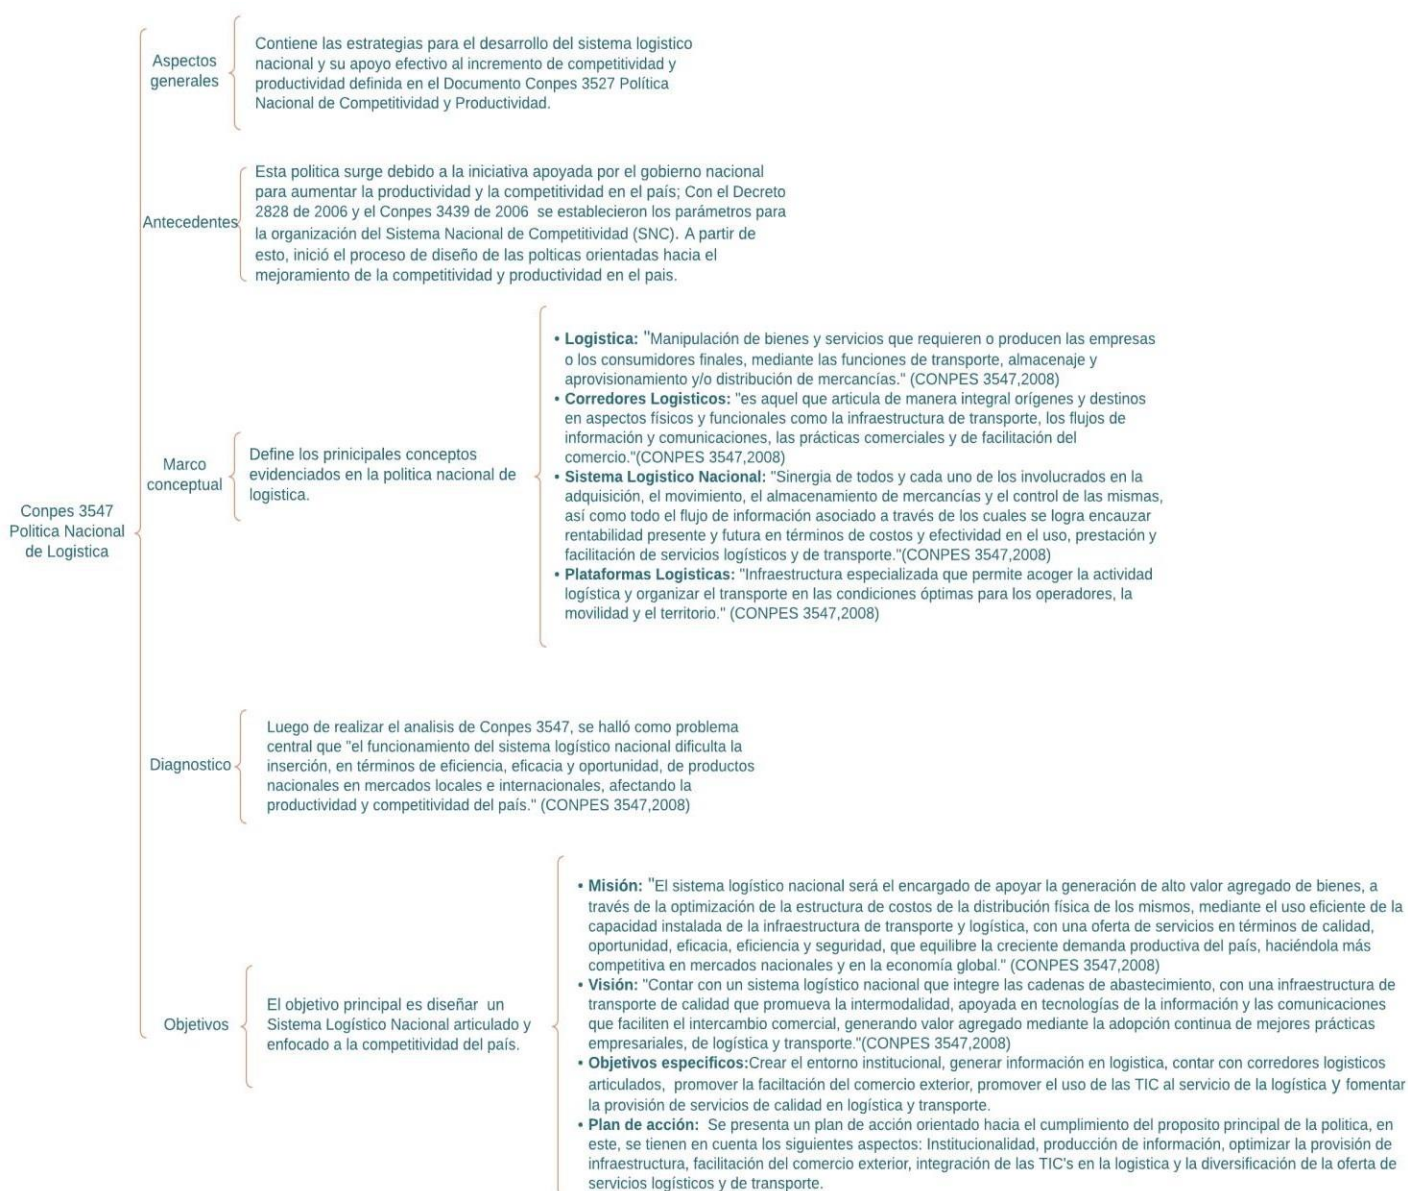 Conpes 3547
Politica Nacional
de Logistica
Aspectos
generales
Contiene las estrategias para el desarrollo del sistema logistico
nacional y su apoyo efectivo al incremento de competitividad y
productividad definida en el Documento Conpes 3527 Política
Nacional de Competitividad y Productividad.
Antecedentes
Esta politica surge debido a la iniciativa apoyada por el gobierno nacional
para aumentar la productividad y la competitividad en el país; Con el Decreto
2828 de 2006 y el Conpes 3439 de 2006 se establecieron los parámetros para
la organización del Sistema Nacional de Competitividad (SNC). A partir de
esto, inició el proceso de diseño de las polticas orientadas hacia el
mejoramiento de la competitividad y productividad en el pais.
Marco
conceptual
Define los prinicipales conceptos
evidenciados en la politica nacional de
logistica.
• Logistica: "Manipulación de bienes y servicios que requieren o producen las empresas
o los consumidores finales, mediante las funciones de transporte, almacenaje y
aprovisionamiento y/o distribución de mercancías." (CONPES 3547,2008)
• Corredores Logisticos: "es aquel que articula de manera integral orígenes y destinos
en aspectos físicos y funcionales como la infraestructura de transporte, los flujos de
información y comunicaciones, las prácticas comerciales y de facilitación del
comercio."(CONPES 3547,2008)
• Sistema Logistico Nacional: "Sinergia de todos y cada uno de los involucrados en la
adquisición, el movimiento, el almacenamiento de mercancías y el control de las mismas,
así como todo el flujo de información asociado a través de los cuales se logra encauzar
rentabilidad presente y futura en términos de costos y efectividad en el uso, prestación y
facilitación de servicios logísticos y de transporte."(CONPES 3547,2008)
• Plataformas Logisticas: "Infraestructura especializada que permite acoger la actividad
logística y organizar el transporte en las condiciones óptimas para los operadores, la
movilidad y el territorio." (CONPES 3547,2008)
Diagnostico
Luego de realizar el analisis de Conpes 3547, se halló como problema
central que "el funcionamiento del sistema logístico nacional dificulta la
inserción, en términos de eficiencia, eficacia y oportunidad, de productos
nacionales en mercados locales e internacionales, afectando la
productividad y competitividad del país." (CONPES 3547,2008)
Objetivos
El objetivo principal es diseñar un
Sistema Logístico Nacional articulado y
enfocado a la competitividad del país.
• Misión: "El sistema logístico nacional será el encargado de apoyar la generación de alto valor agregado de bienes, a
través de la optimización de la estructura de costos de la distribución física de los mismos, mediante el uso eficiente de la
capacidad instalada de la infraestructura de transporte y logística, con una oferta de servicios en términos de calidad,
oportunidad, eficacia, eficiencia y seguridad, que equilibre la creciente demanda productiva del país, haciéndola más
competitiva en mercados nacionales y en la economía global." (CONPES 3547,2008)
• Visión: "Contar con un sistema logístico nacional que integre las cadenas de abastecimiento, con una infraestructura de
transporte de calidad que promueva la intermodalidad, apoyada en tecnologías de la información y las comunicaciones
que faciliten el intercambio comercial, generando valor agregado mediante la adopción continua de mejores prácticas
empresariales, de logística y transporte."(CONPES 3547,2008)
• Objetivos especificos:Crear el entorno institucional, generar información en logistica, contar con corredores logisticos
articulados, promover la faciltación del comercio exterior, promover el uso de las TIC al servicio de la logística y fomentar
la provisión de servicios de calidad en logística y transporte.
• Plan de acción: Se presenta un plan de acción orientado hacia el cumplimiento del proposito principal de la politica, en
este, se tienen en cuenta los siguientes aspectos: Institucionalidad, producción de información, optimizar la provisión de
infraestructura, facilitación del comercio exterior, integración de las TIC's en la logistica y la diversificación de la oferta de
servicios logísticos y de transporte.